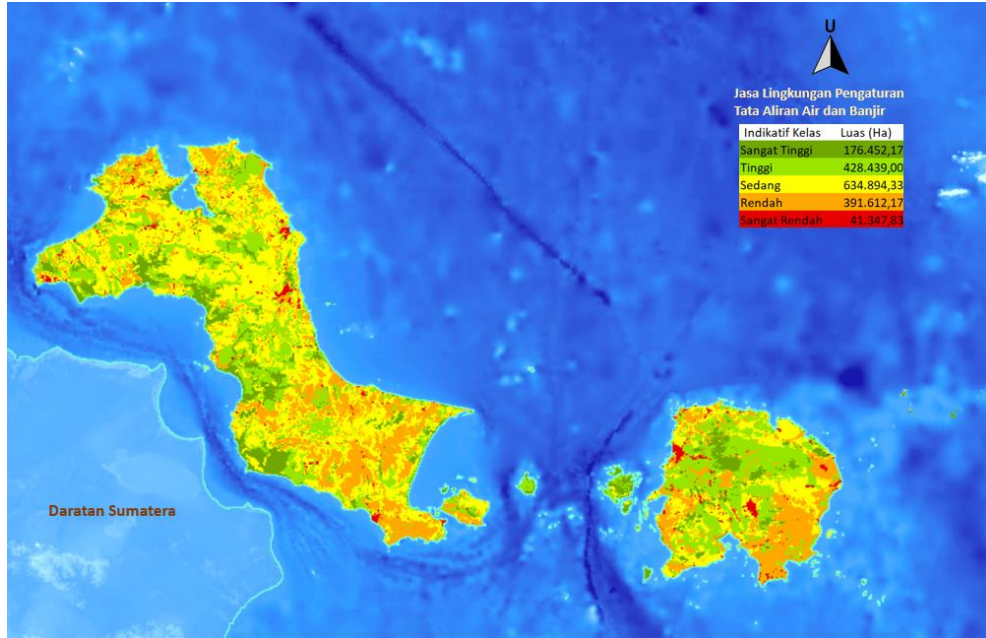 U
Jasa Lingkungan Pengaturan
Tata Aliran Air dan Banjir
Indikatif Kelas Luas (Ha)
Sangat Tinggi 176.452,17
Tinggi 428.439,00
Sedang 634.894,33
Rendah 391.612,17
Sangat Rendah 41.347,83
Daratan Sumatera